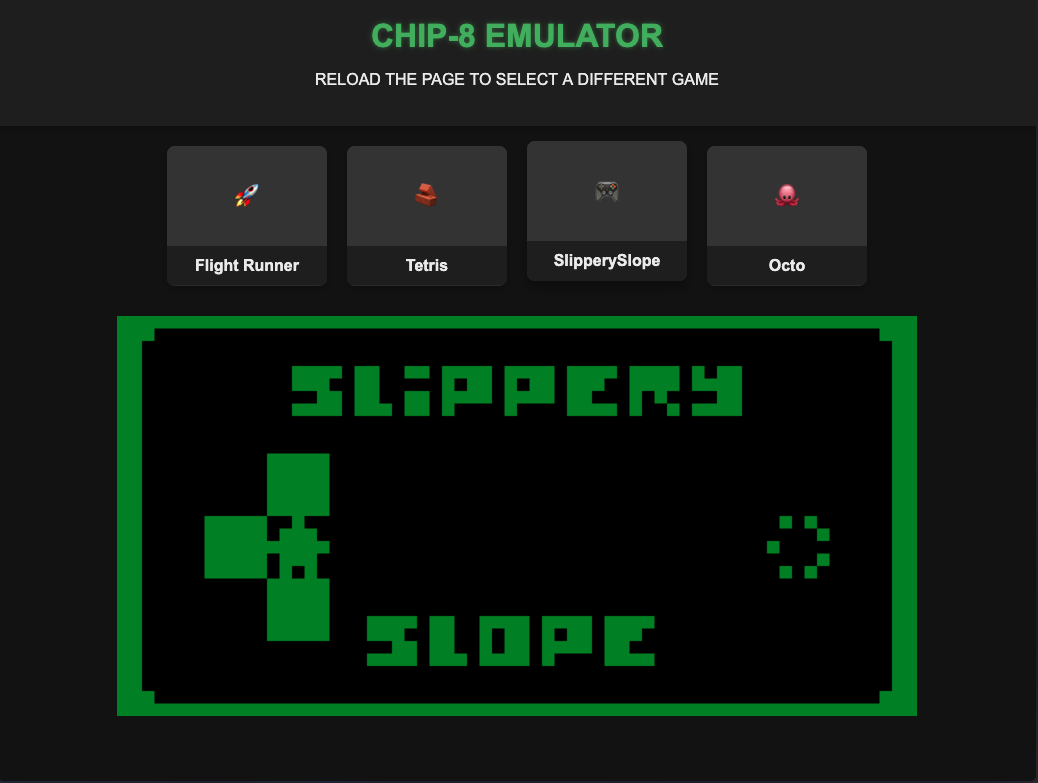 CHIP-8 EMULATOR
RELOAD THE PAGE TO SELECT A DIFFERENT GAME
Flight Runner
Tetris
SlipperySlope
Octo
SLiPPERY
SLOPE